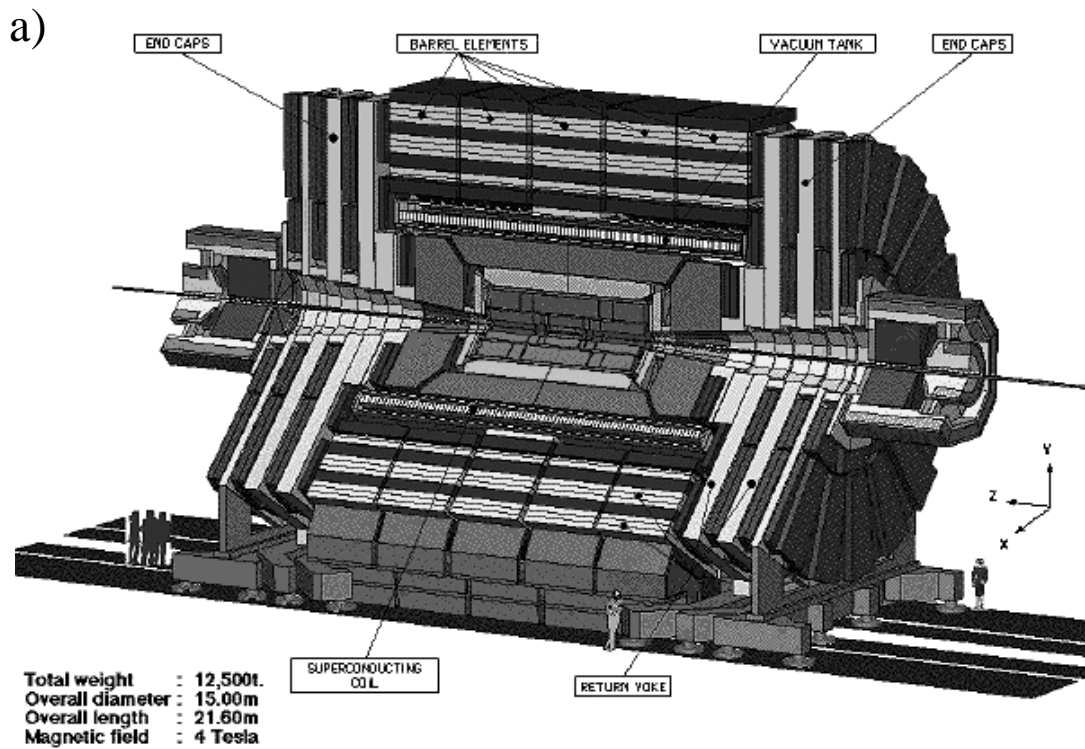 a)
END CAPS
BARREL ELEMENTS
VACUUM TANK
END CAPS
Y
Z
X
SUPERCONDUCTING
COIL
RETURN YOKE
Total weight : 12,500t.
Overall diameter : 15.00m
Overall length : 21.60m
Magnetic field : 4 Tesla